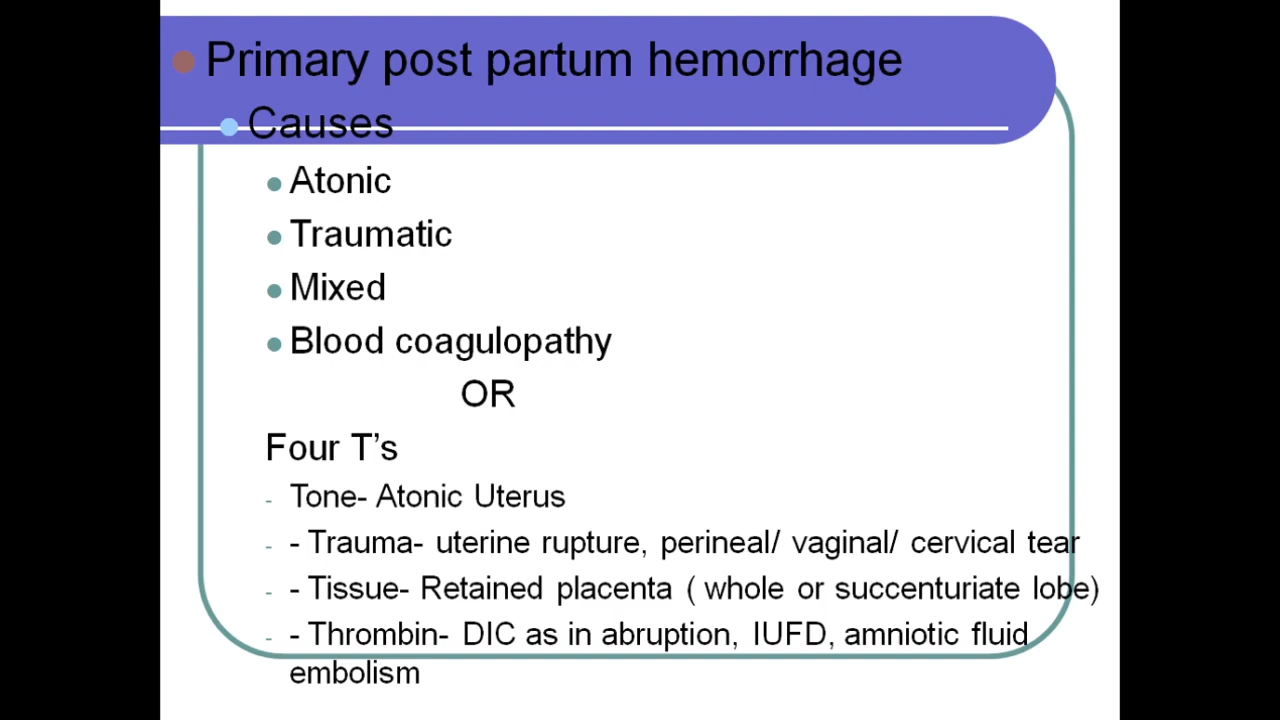 Primary post partum hemorrhage
Causes
Atonic
Traumatic
Mixed
Blood coagulopathy
OR
Four T’s
- Tone- Atonic Uterus
- - Trauma- uterine rupture, perineal/ vaginal/ cervical tear
- - Tissue- Retained placenta ( whole or succenturiate lobe)
- - Thrombin- DIC as in abruption, IUFD, amniotic fluid
embolism